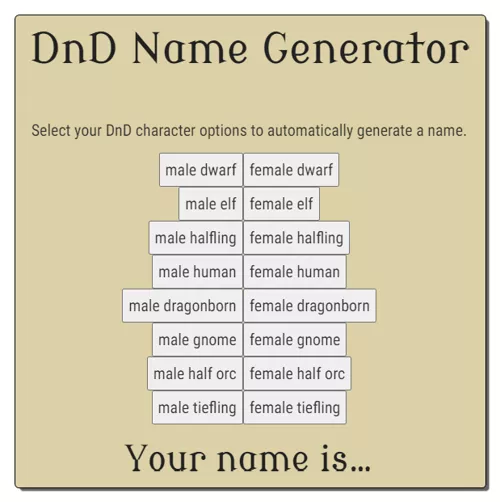 DnD Name Generator
Select your DnD character options to automatically generate a name.
male dwarf female dwarf
male elf female elf
male halfling female halfling
male human female human
male dragonborn female dragonborn
male gnome female gnome
male half orc female half orc
male tiefling female tiefling
Your name is...